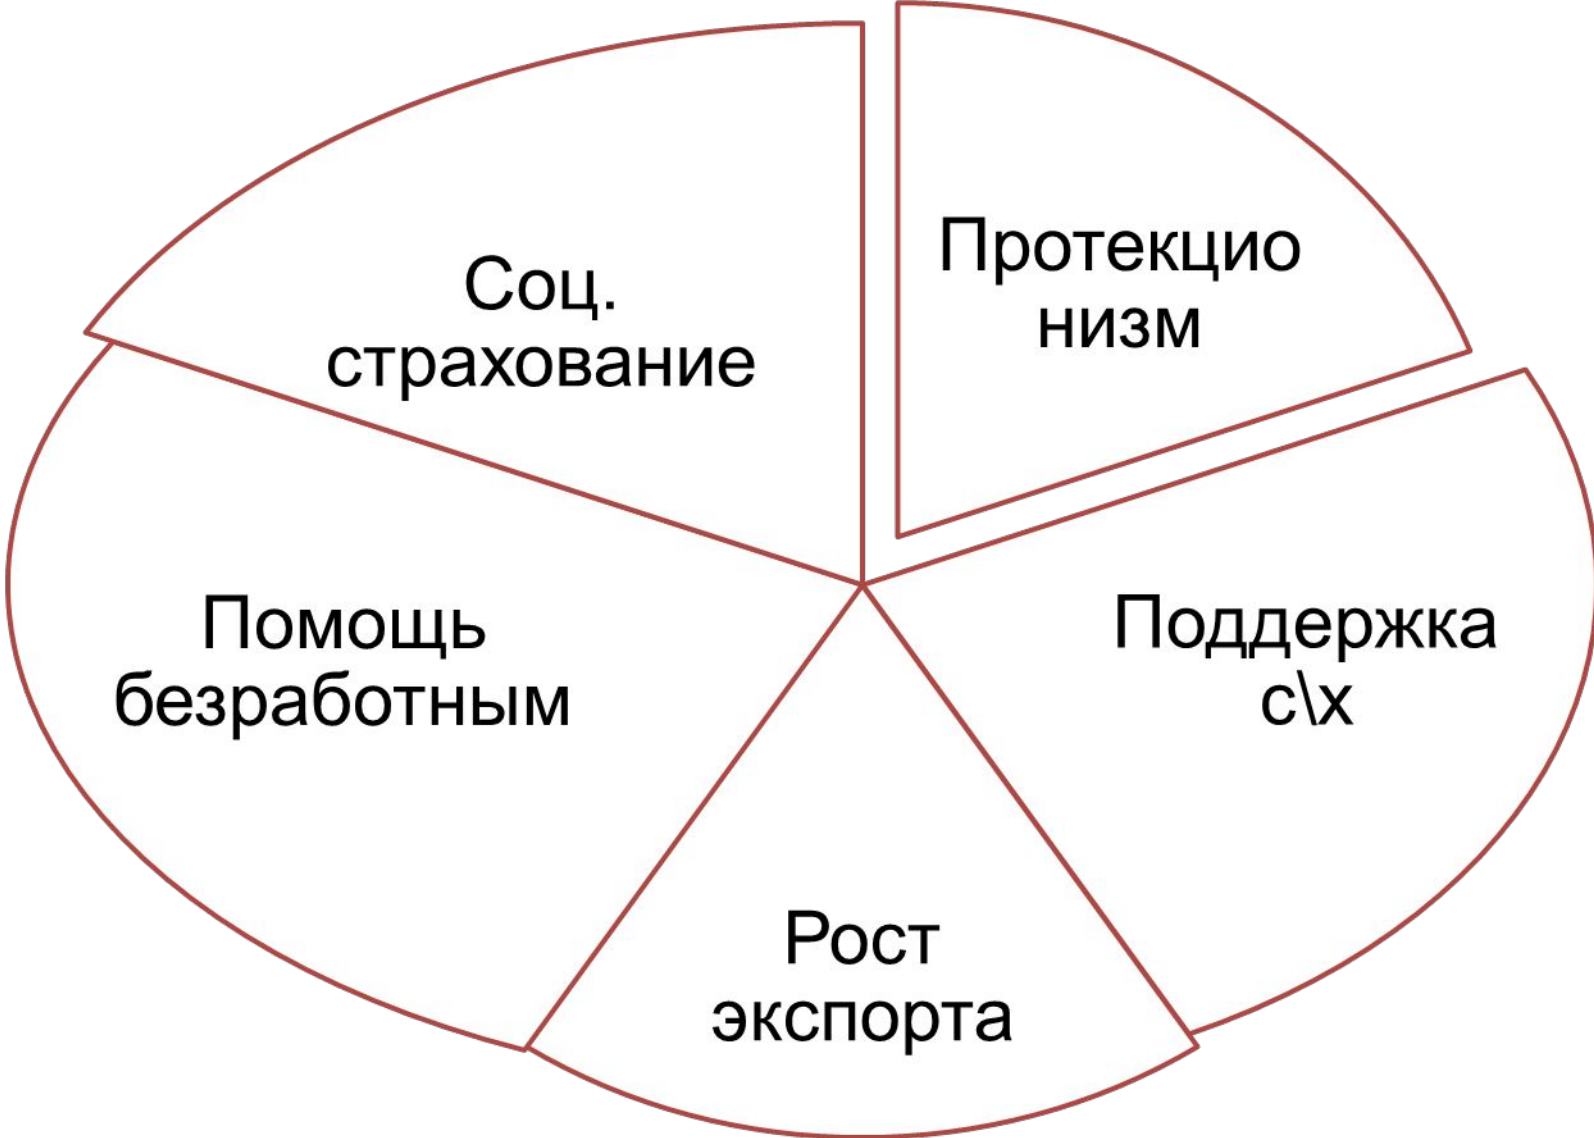 Протекцио
низм
Соц.
страхование
Поддержка
с\х
Помощь
безработным
Рост
экспорта